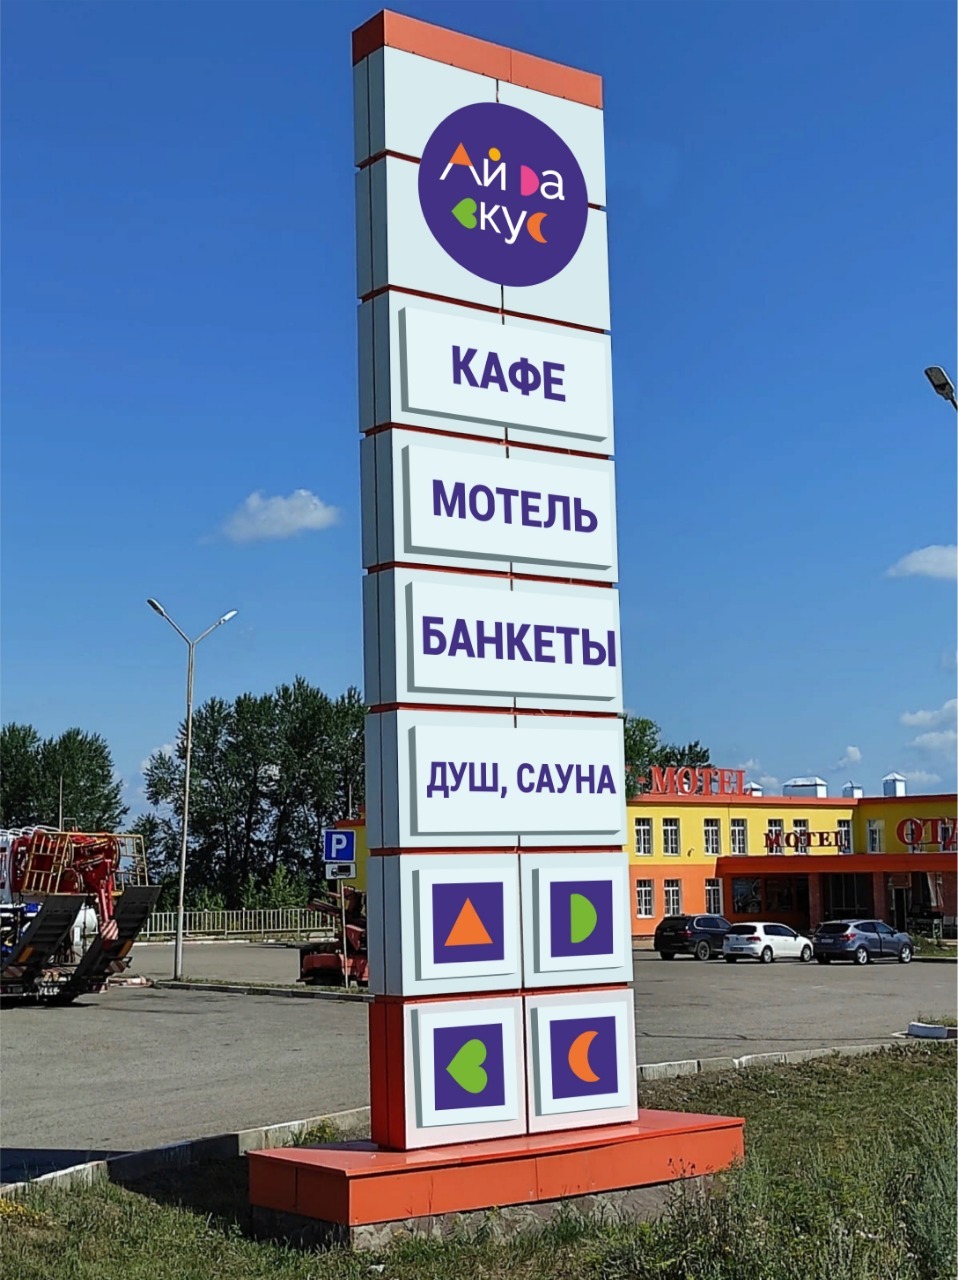 Ай да
вкус
КАФЕ
МОТЕЛЬ
БАНКЕТЫ
ДУШ, САУНА
P
MOTEL
MOTEL